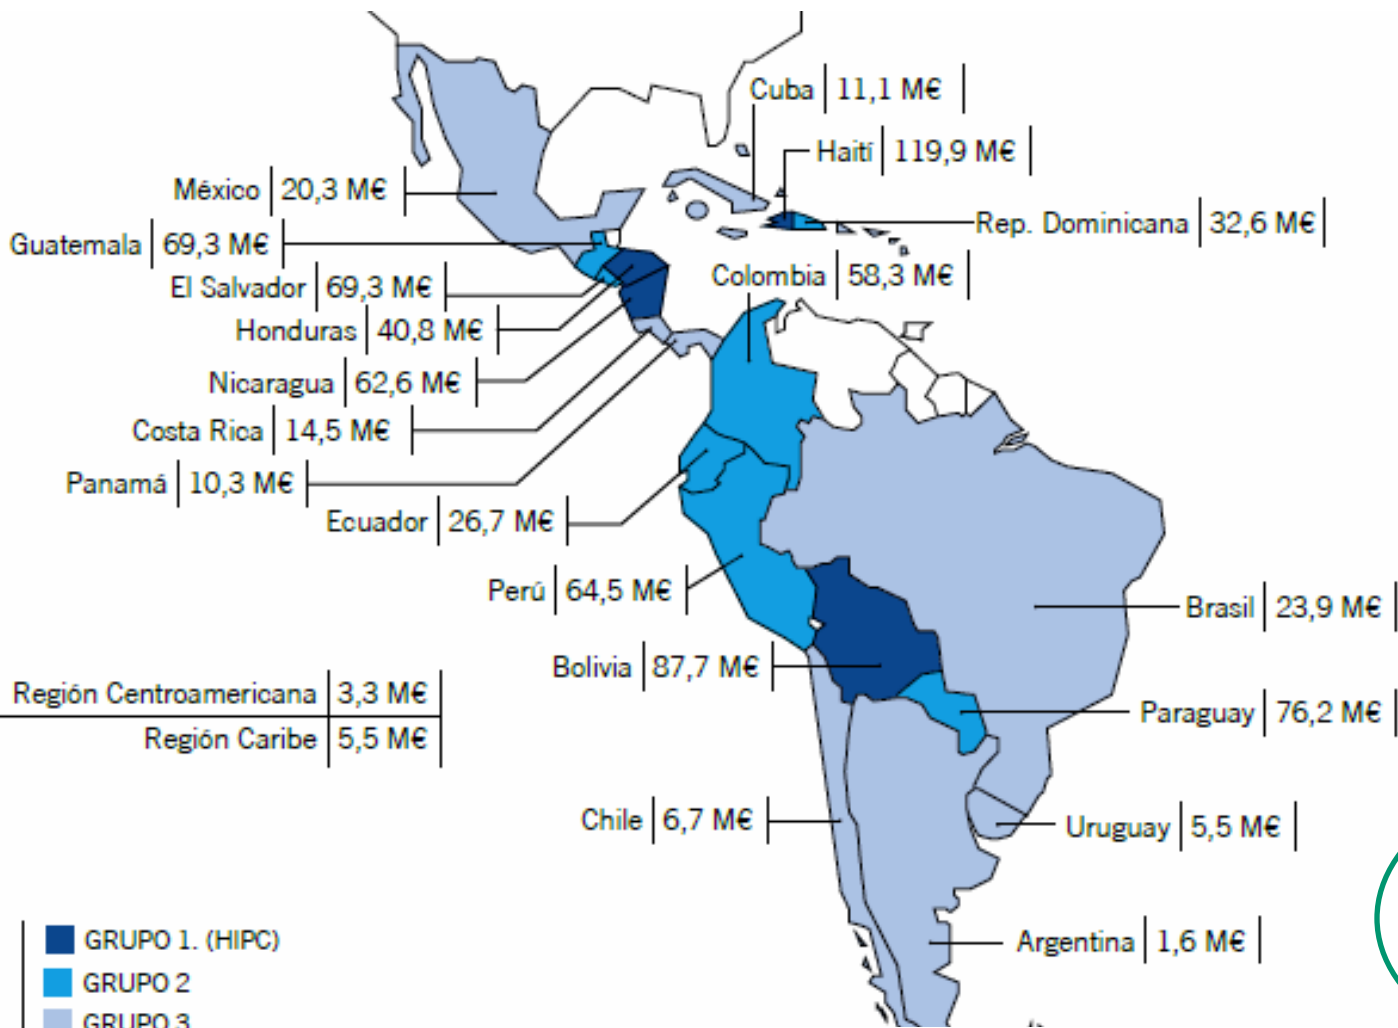 Cuba 11,1 M€
Haití 119,9 M€
México 20,3 M€
Rep. Dominicana 32,6 M€
Guatemala 69,3 M€
Colombia 58,3 M€
El Salvador 69,3 M€
Honduras 40,8 M€
Nicaragua 62,6 M€
Costa Rica 14,5 M€
Panamá 10,3 M€
Ecuador 26,7 M€
Perú 64,5 M€
Brasil 23,9 M€
Bolivia 87,7 M€
Región Centroamericana 3,3 M€
Paraguay 76,2 M€
Región Caribe 5,5 M€
Chile 6,7 M€
Uruguay 5,5 M€
Argentina 1,6 M€
GRUPO 1. (HIPC)
GRUPO 2
GRUPO 3